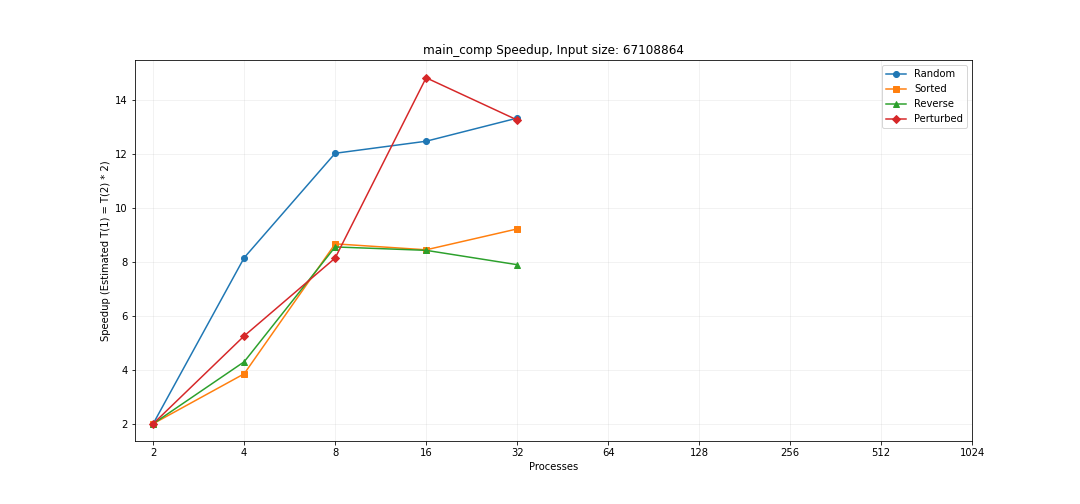 main_comp Speedup, Input size: 67108864
Random
Sorted
Reverse
Perturbed
Speedup (Estimated T(1) = T(2) * 2)
14
12
10
8
6
4
2
2 4 8 16 32 64 128 256 512 1024
Processes